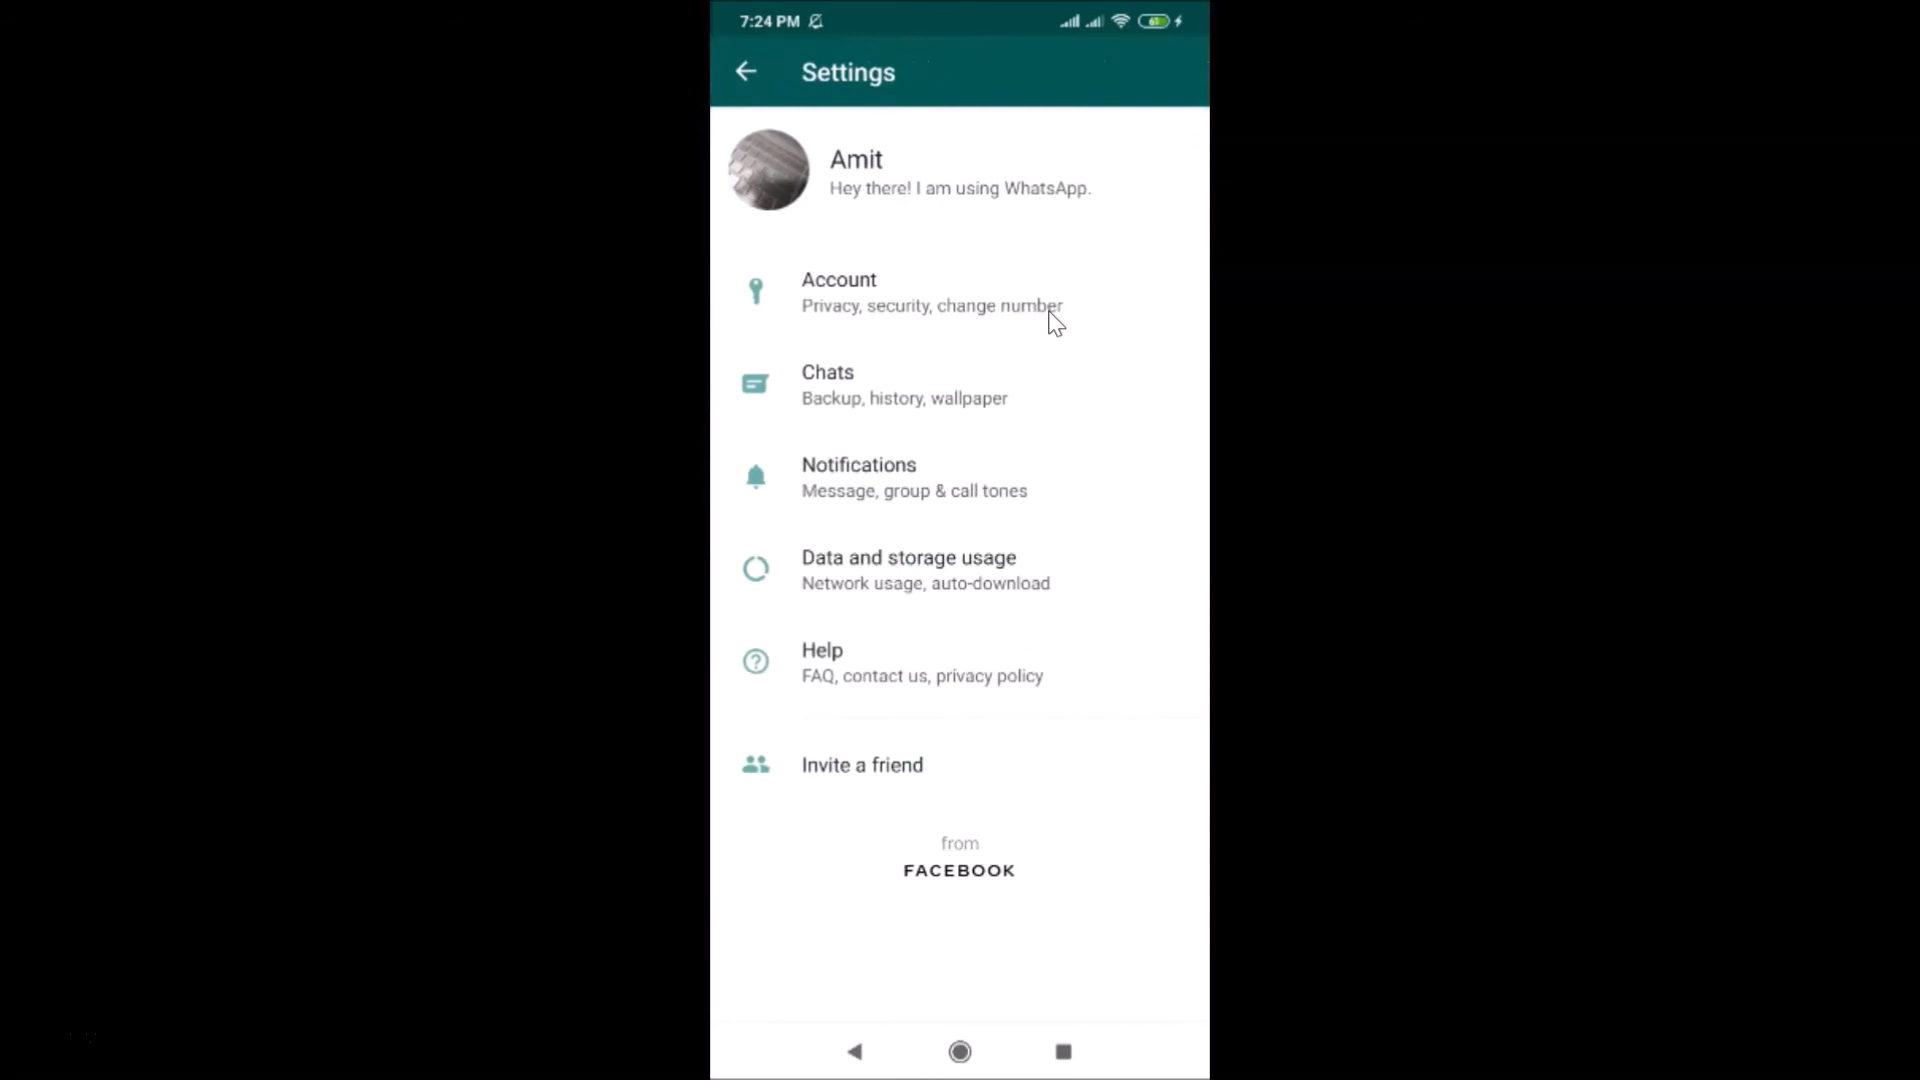 7:24 PM
61
Settings
Amit
Hey there! I am using WhatsApp.
Account
Privacy, security, change number
Chats
Backup, history, wallpaper
Notifications
Message, group & call tones
Data and storage usage
Network usage, auto-download
Help
FAQ, contact us, privacy policy
Invite a friend
from
FACEBOOK